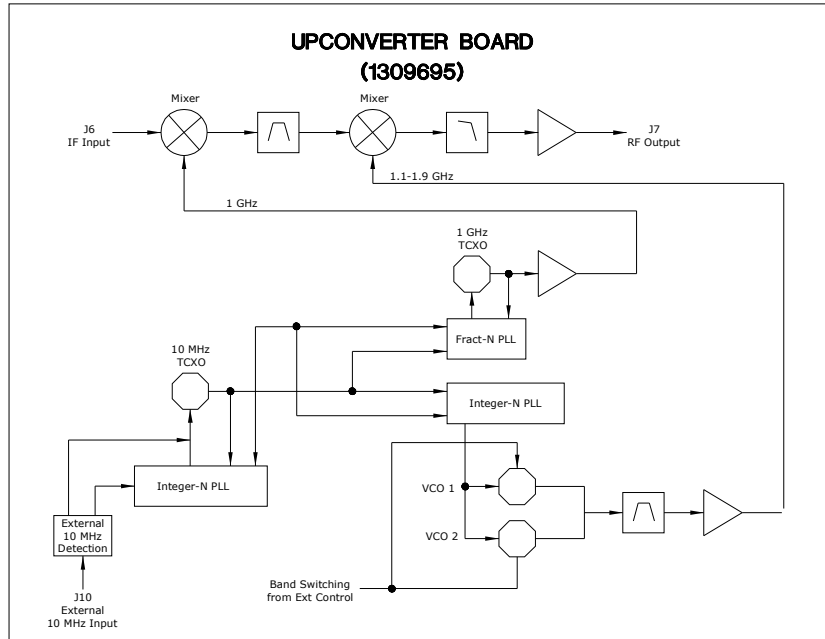 UPCONVERTER BOARD
(1309695)
Mixer
Mixer
J6
IF Input
J7
RF Output
1.1-1.9 GHz
1 GHz
1 GHz
TCXO
Fract-N PLL
10 MHz
TCXO
Integer-N PLL
Integer-N PLL
VCO 1
External
10 MHz
Detection
VCO 2
Band Switching
from Ext Control
J10
External
10 MHz Input